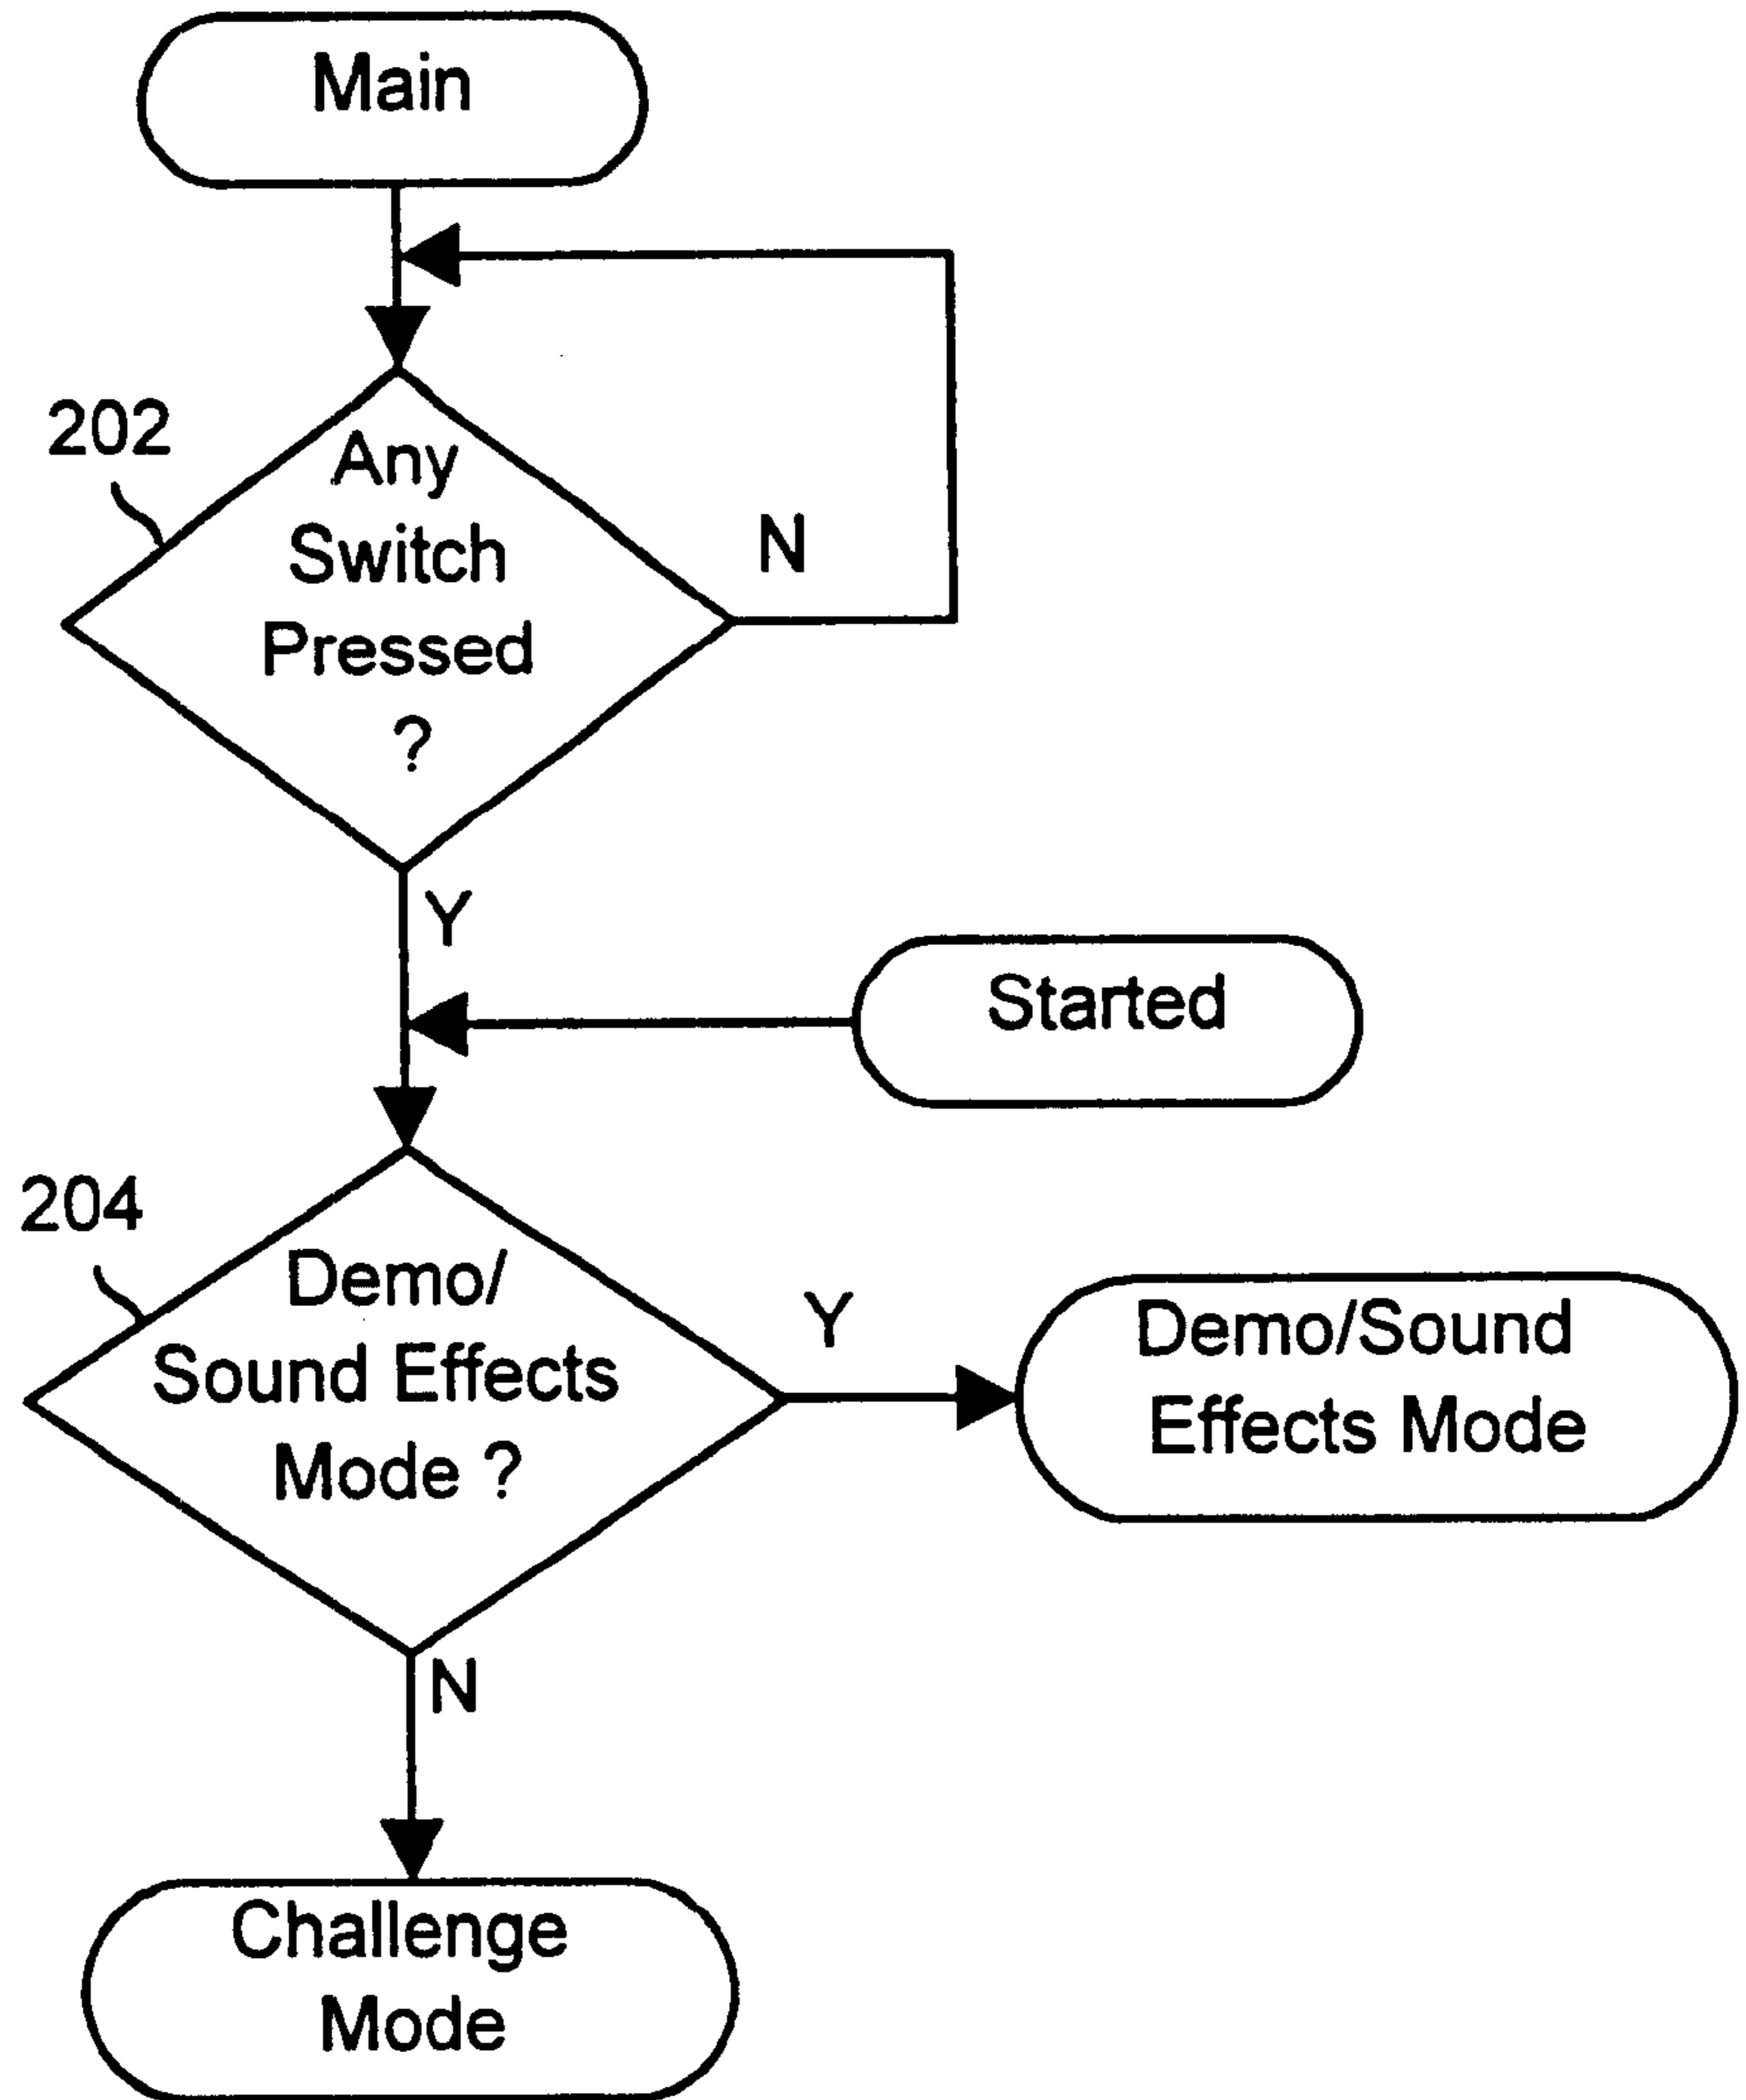 Main
202
Any
Switch
Pressed
?
N
Y
Started
204
Demo/
Sound Effects
Mode ?
Y
Demo/Sound
Effects Mode
N
Challenge
Mode